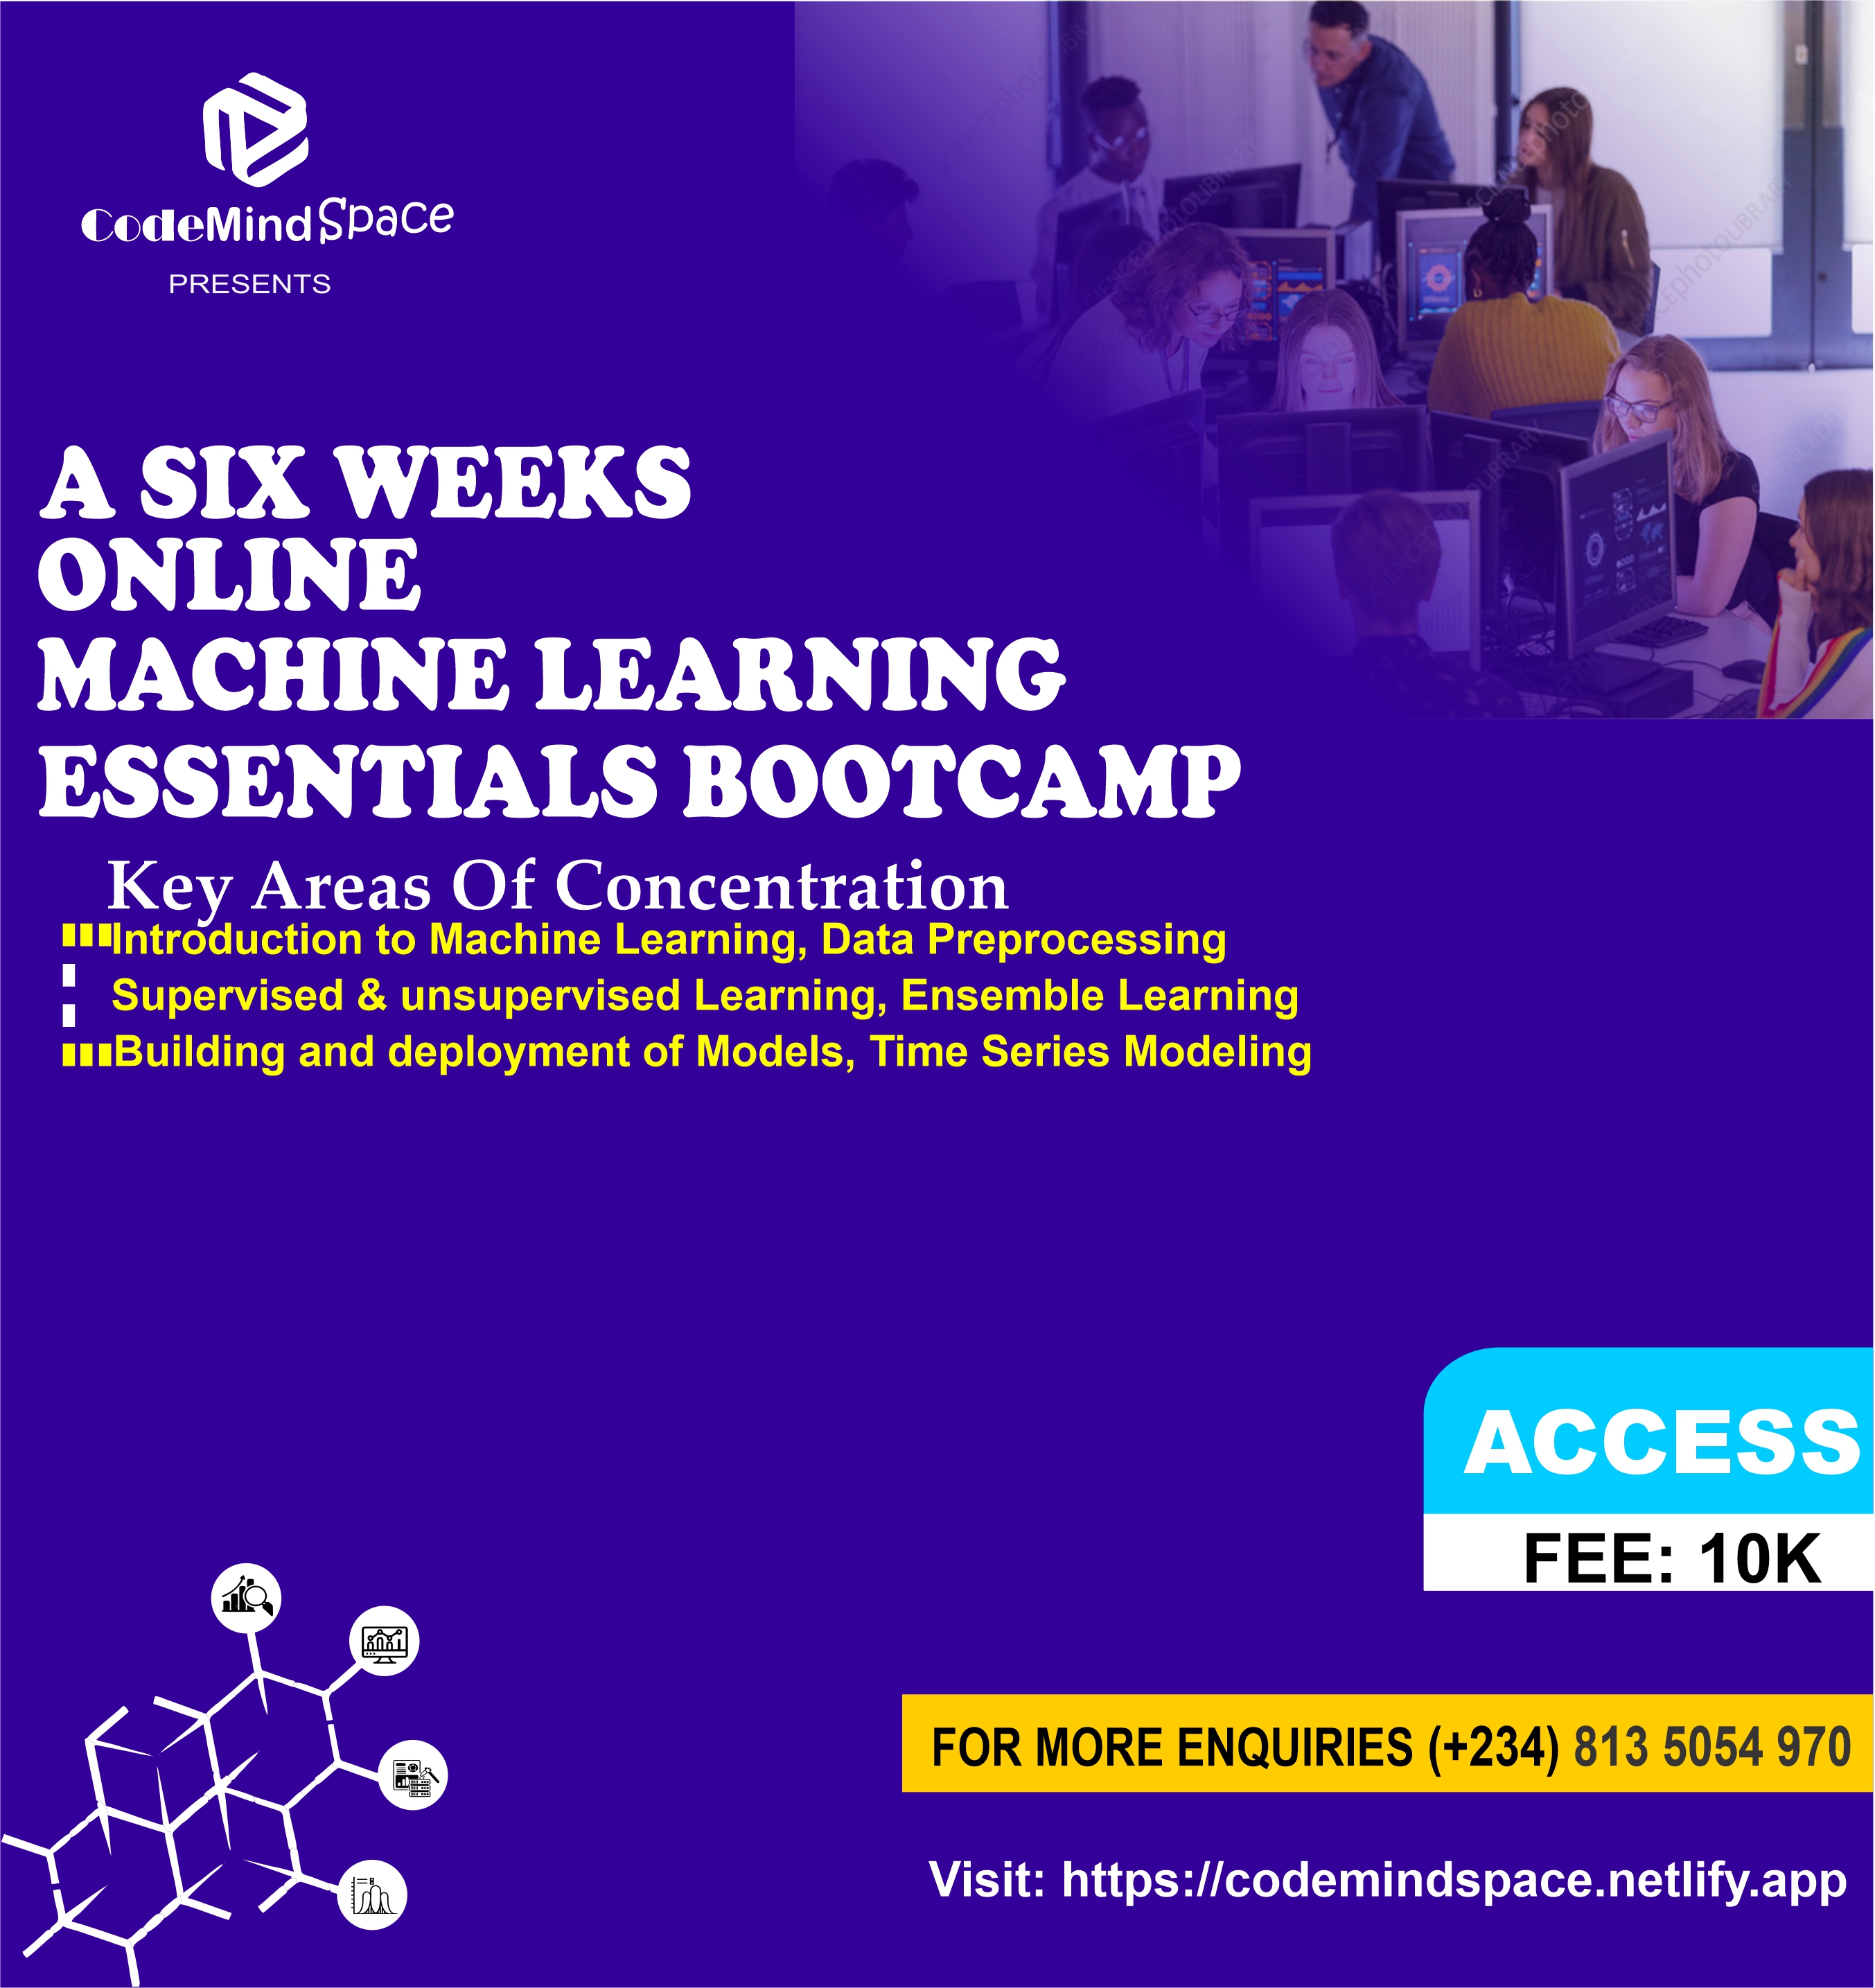 CodeMindSpace
PRESENTS
A SIX WEEKS
ONLINE
MACHINE LEARNING
ESSENTIALS BOOTCAMP
Key Areas Of Concentration
Introduction to Machine Learning, Data Preprocessing
Supervised & unsupervised Learning, Ensemble Learning
Building and deployment of Models, Time Series Modeling
ACCESS
FEE: 10K
FOR MORE ENQUIRIES (+234) 813 5054 970
Visit: https://codemindspace.netlify.app